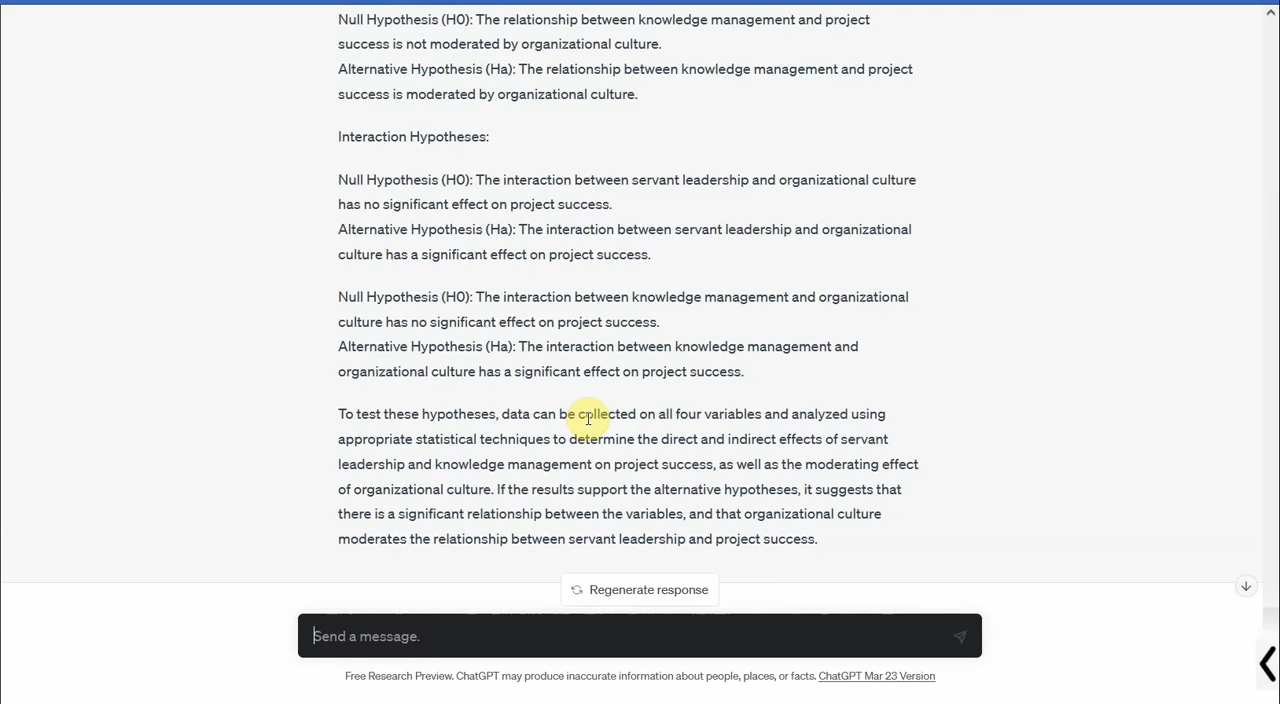 Null Hypothesis (H0): The relationship between knowledge management and project
success is not moderated by organizational culture.
Alternative Hypothesis (Ha): The relationship between knowledge management and project
success is moderated by organizational culture.
Interaction Hypotheses:
Null Hypothesis (H0): The interaction between servant leadership and organizational culture
has no significant effect on project success.
Alternative Hypothesis (Ha): The interaction between servant leadership and organizational
culture has a significant effect on project success.
Null Hypothesis (H0): The interaction between knowledge management and organizational
culture has no significant effect on project success.
Alternative Hypothesis (Ha): The interaction between knowledge management and
organizational culture has a significant effect on project success.
To test these hypotheses, data can be collected on all four variables and analyzed using
appropriate statistical techniques to determine the direct and indirect effects of servant
leadership and knowledge management on project success, as well as the moderating effect
of organizational culture. If the results support the alternative hypotheses, it suggests that
there is a significant relationship between the variables, and that organizational culture
moderates the relationship between servant leadership and project success.
Regenerate response
Send a message.
Free Research Preview. ChatGPT may produce inaccurate information about people, places, or facts. ChatGPT Mar 23 Version